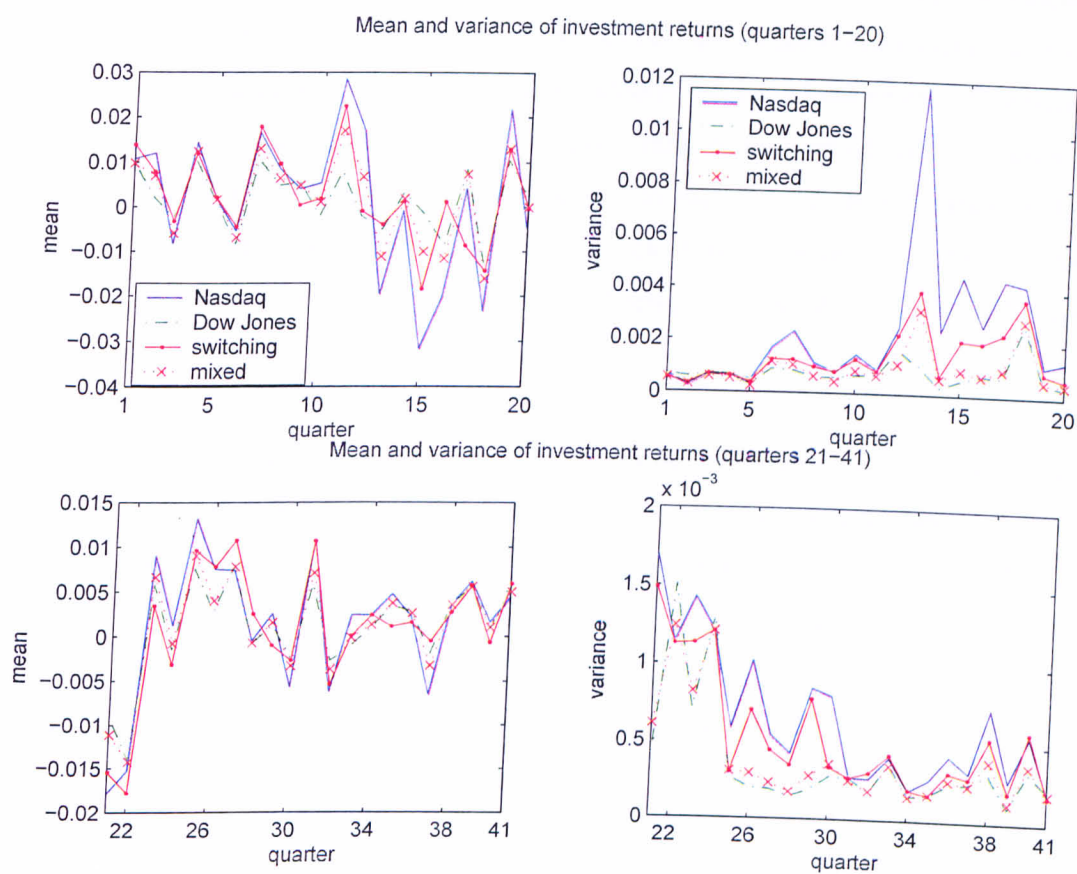 Mean and variance of investment returns (quarters 1−20)
0.03
0.02
0.01
0
−0.01
−0.02
−0.03
−0.04
mean
Nasdaq
Dow Jones
switching
mixed
1 5 10 15 20
quarter
0.012
0.01
0.008
0.006
0.004
0.002
0
variance
Nasdaq
Dow Jones
switching
mixed
1 5 10 15 20
quarter
Mean and variance of investment returns (quarters 21−41)
0.015
0.01
0.005
0
−0.005
−0.01
−0.015
−0.02
mean
22 26 30 34 38 41
quarter
x 10⁻³
2
1.5
1
0.5
0
variance
22 26 30 34 38 41
quarter